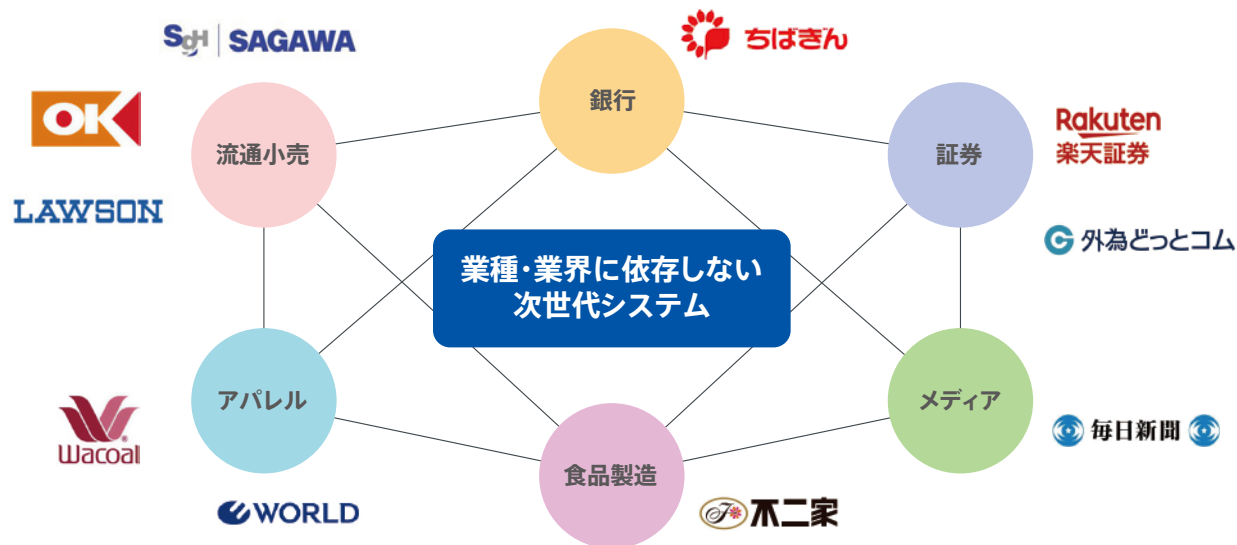 SGH SAGAWA
ちばぎん
銀行
OK
流通小売
証券
Rakuten
楽天証券
LAWSON
外為どっとコム
業種・業界に依存しない
次世代システム
アパレル
メディア
Wacoal
毎日新聞
食品製造
WORLD
不二家